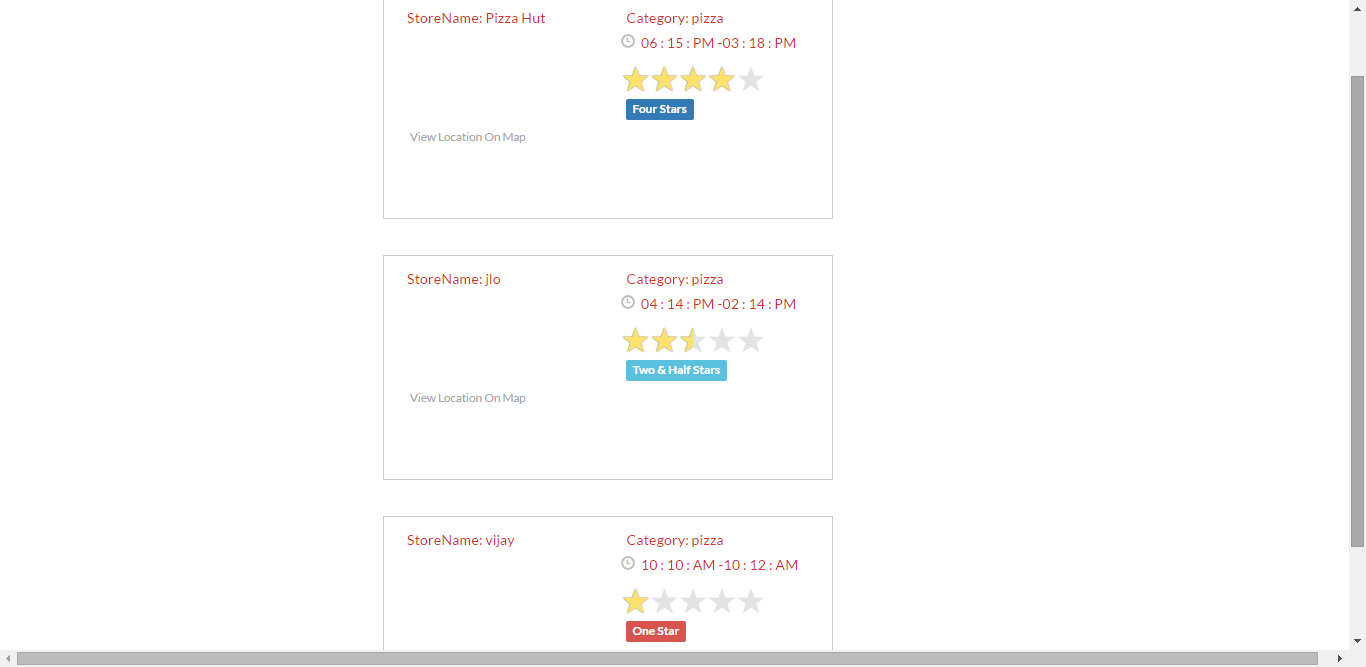 StoreName: Pizza Hut Category: pizza
06 : 15 : PM -03 : 18 : PM
Four Stars
View Location On Map
StoreName: jlo Category: pizza
04 : 14 : PM -02 : 14 : PM
Two & Half Stars
View Location On Map
StoreName: vijay Category: pizza
10 : 10 : AM -10 : 12 : AM
One Star